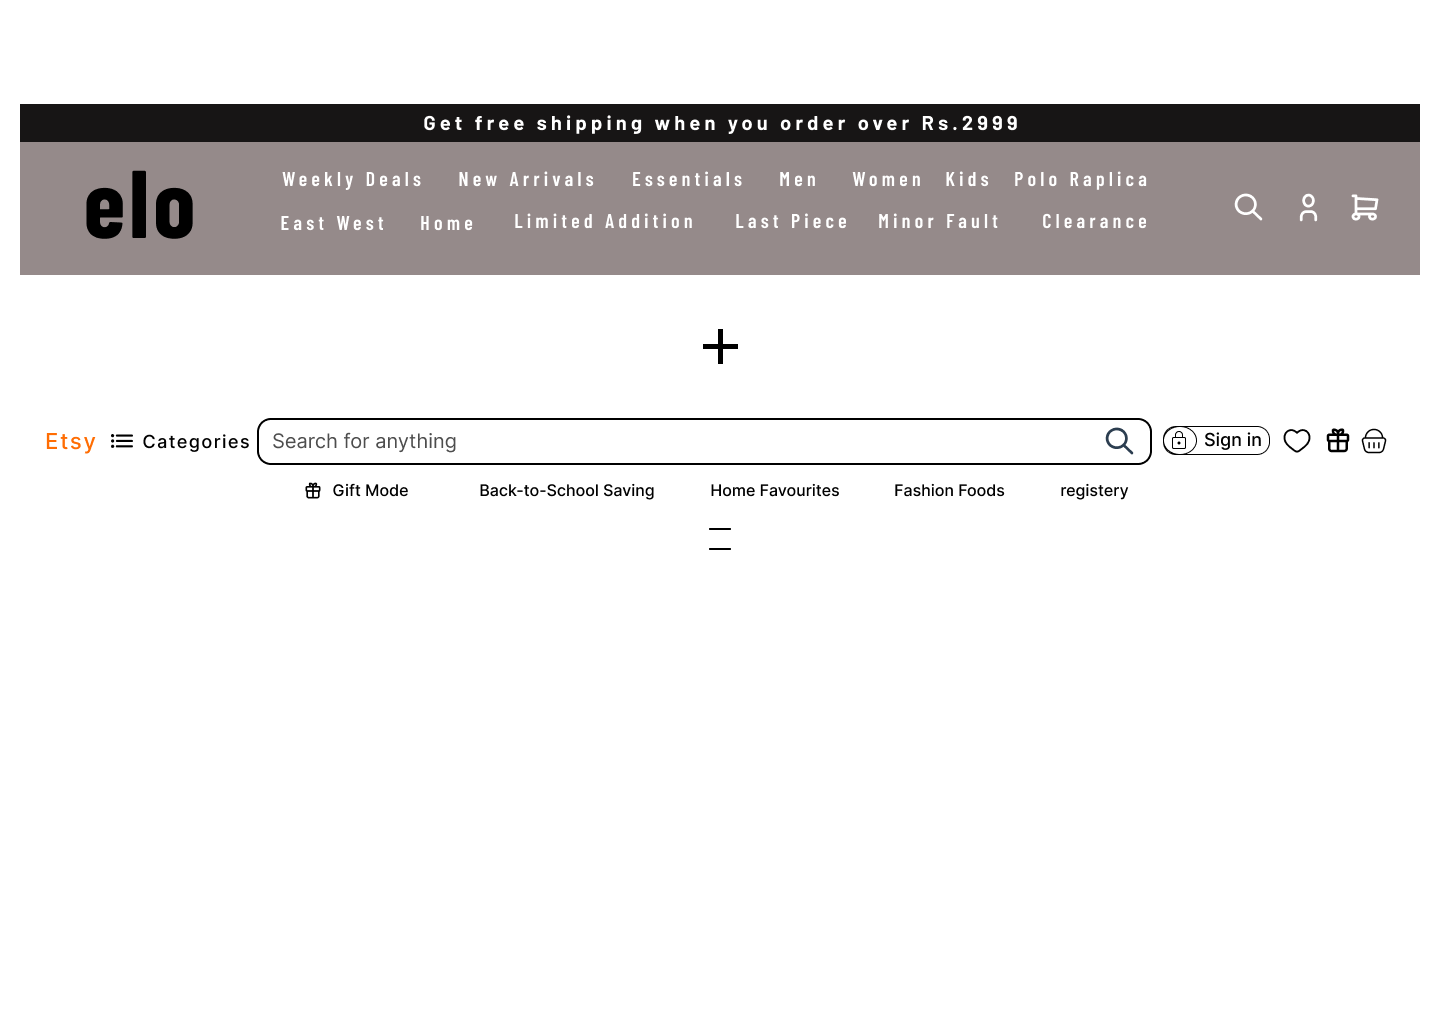 Get free shipping when you order over Rs.2999
elo
Weekly Deals New Arrivals Essentials Men Women Kids Polo Raplica
East West Home Limited Addition Last Piece Minor Fault Clearance
+
Etsy Categories Search for anything Sign in
Gift Mode Back-to-School Saving Home Favourites Fashion Foods registery
=